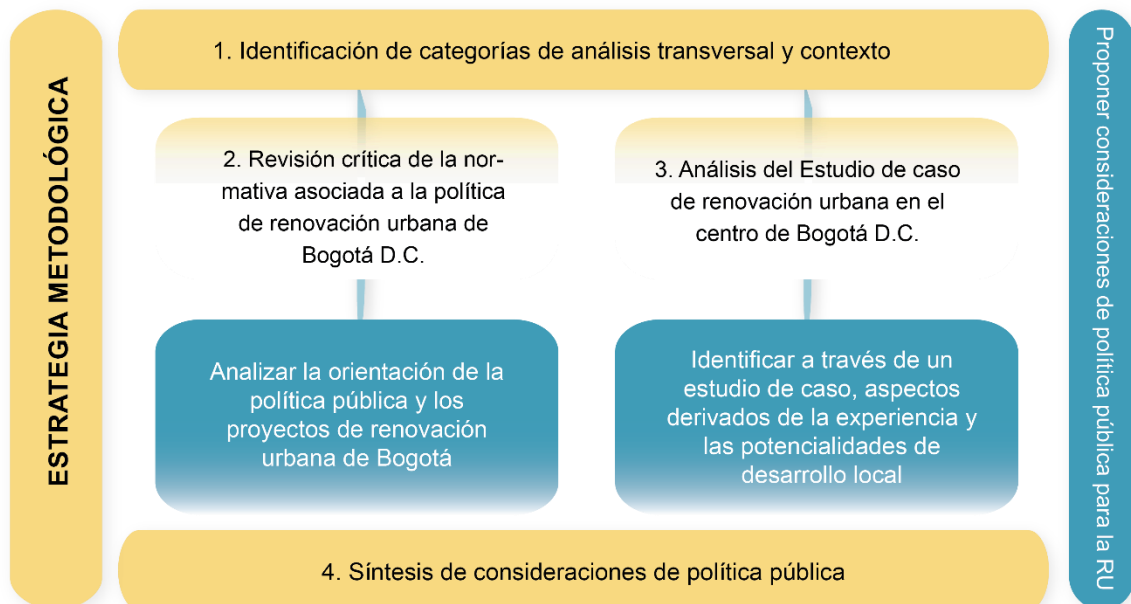 ESTRATEGIA METODOLÓGICA
1. Identificación de categorías de análisis transversal y contexto
2. Revisión crítica de la nor-
mativa asociada a la política
de renovación urbana de
Bogotá D.C.
3. Análisis del Estudio de caso
de renovación urbana en el
centro de Bogotá D.C.
Analizar la orientación de la
política pública y los
proyectos de renovación
urbana de Bogotá
Identificar a través de un
estudio de caso, aspectos
derivados de la experiencia y
las potencialidades de
desarrollo local
4. Síntesis de consideraciones de política pública
Proponer consideraciones de política pública para la RU